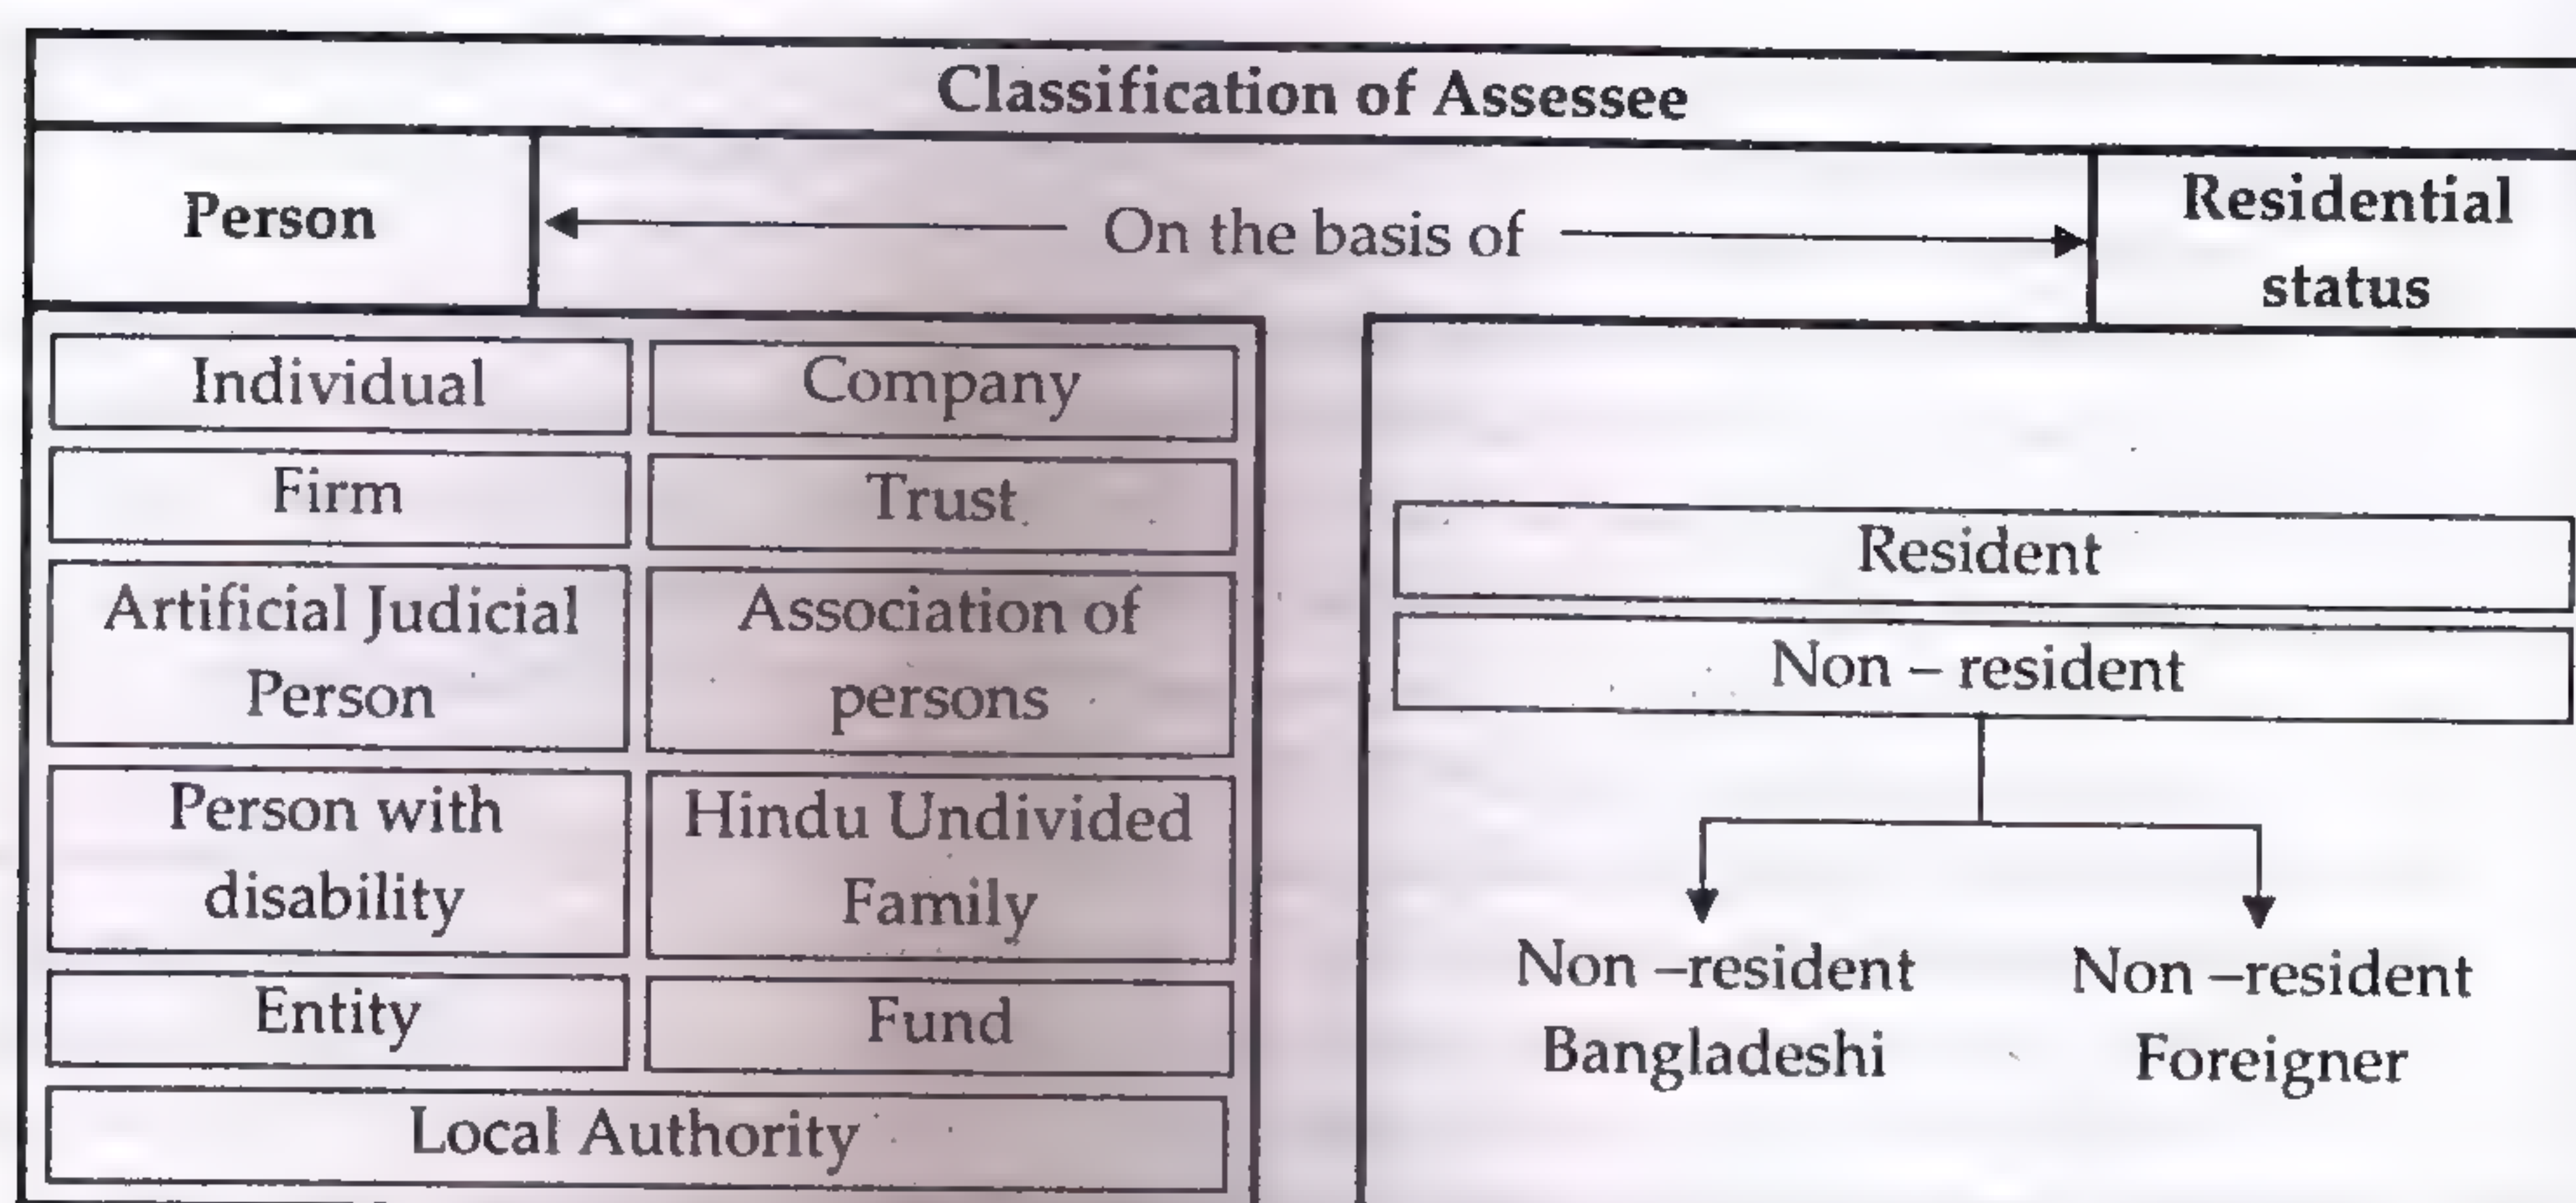 Classification of Assessee
Person
On the basis of
Residential
status
Individual
Company
Firm
Trust
Artificial Judicial
Person
Association of
persons
Person with
disability
Hindu Undivided
Family
Entity
Fund
Local Authority
Resident
Non – resident
Non –resident
Bangladeshi
Non –resident
Foreigner